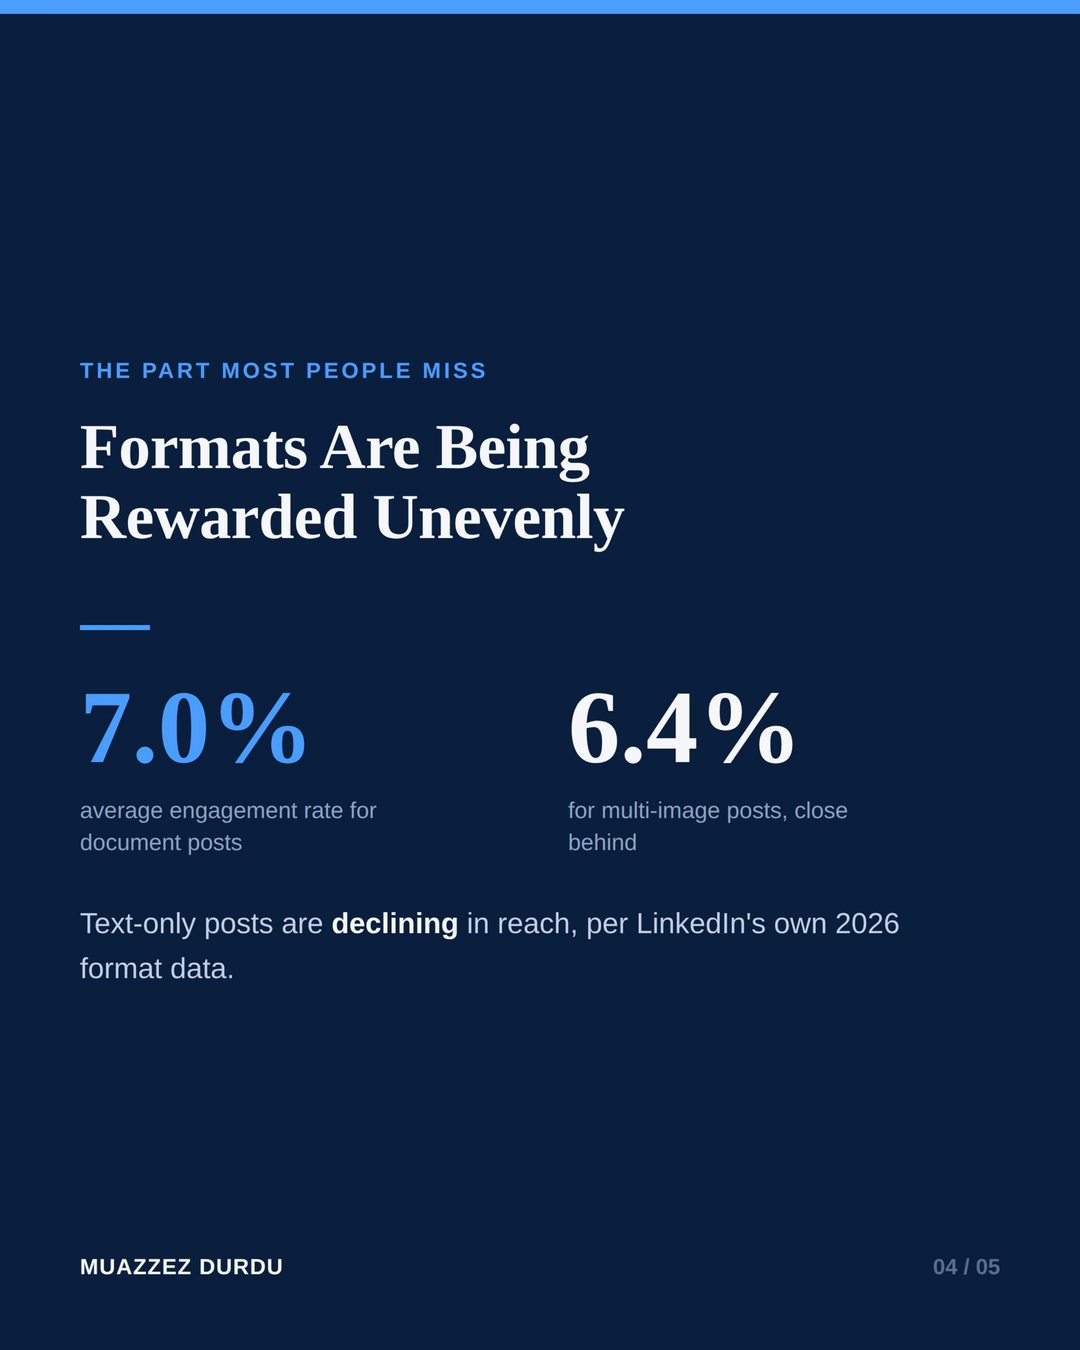 THE PART MOST PEOPLE MISS
Formats Are Being
Rewarded Unevenly
7.0%
average engagement rate for
document posts
6.4%
for multi-image posts, close
behind
Text-only posts are declining in reach, per LinkedIn's own 2026
format data.
MUAZZEZ DURDU
04 / 05